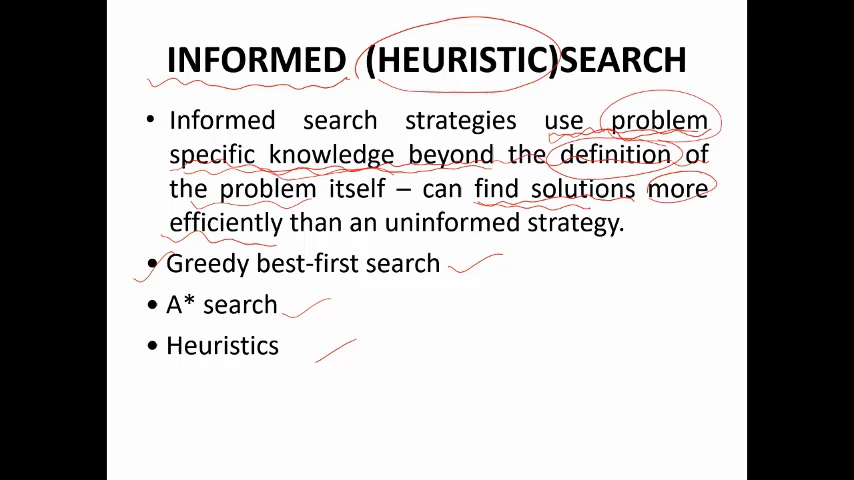 INFORMED (HEURISTIC)SEARCH
• Informed search strategies use problem
specific knowledge beyond the definition of
the problem itself – can find solutions more
efficiently than an uninformed strategy.
• Greedy best-first search
• A* search
• Heuristics